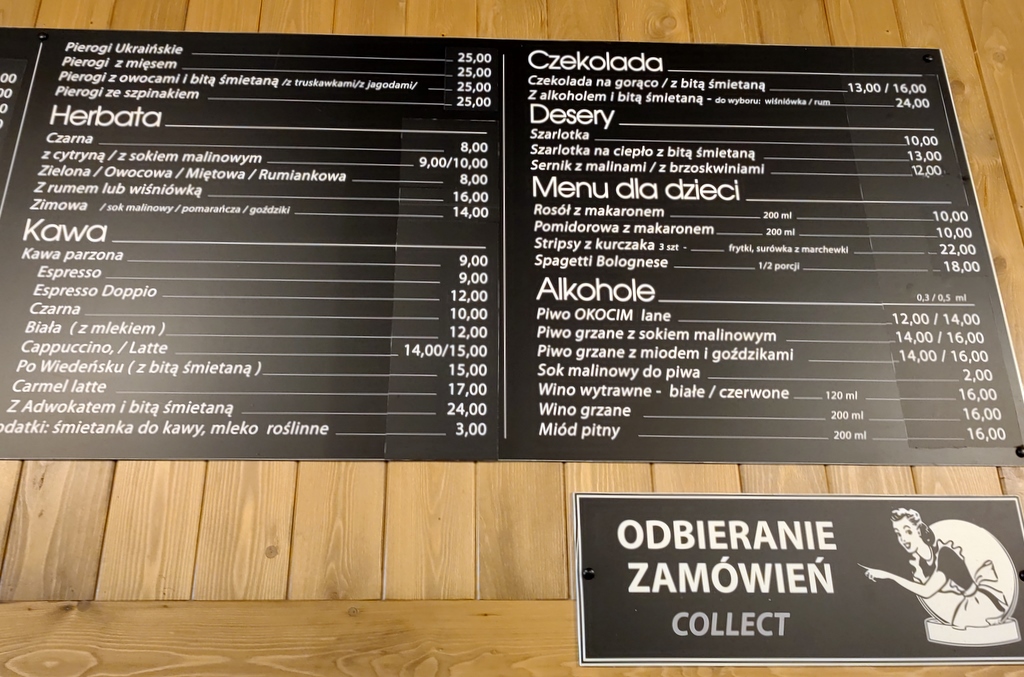 Pierogi Ukraińskie 25,00
Pierogi z mięsem 25,00
Pierogi z owocami i bitą śmietaną /z truskawkami/z jagodami/ 25,00
Pierogi ze szpinakiem 25,00
Herbata
Czarna 8,00
z cytryną / z sokiem malinowym 9,00/10,00
Zielona / Owocowa / Miętowa / Rumiankowa 8,00
Z rumem lub wiśniówką 16,00
Zimowa / sok malinowy / pomarańcza / goździki 14,00
Kawa
Kawa parzona 9,00
Espresso 9,00
Espresso Doppio 12,00
Czarna 10,00
Biała ( z mlekiem ) 12,00
Cappuccino, / Latte 14,00/15,00
Po Wiedeńsku ( z bitą śmietaną ) 15,00
Carmel latte 17,00
Z Adwokatem i bitą śmietaną 24,00
odatki: śmietanka do kawy, mleko roślinne 3,00
Czekolada
Czekolada na gorąco / z bitą śmietaną 13,00 / 16,00
Z alkoholem i bitą śmietaną - do wyboru: wiśniówka / rum 24,00
Desery
Szarlotka 10,00
Szarlotka na ciepło z bitą śmietaną 13,00
Sernik z malinami / z brzoskwiniami 12,00
Menu dla dzieci
Rosół z makaronem 200 ml 10,00
Pomidorowa z makaronem 200 ml 10,00
Stripsy z kurczaka 3 szt - frytki, surówka z marchewki 22,00
Spagetti Bolognese 1/2 porcji 18,00
Alkohole 0,3 / 0,5 ml
Piwo OKOCIM lane 12,00 / 14,00
Piwo grzane z sokiem malinowym 14,00 / 16,00
Piwo grzane z miodem i goździkami 14,00 / 16,00
Sok malinowy do piwa 2,00
Wino wytrawne - białe / czerwone 120 ml 16,00
Wino grzane 200 ml 16,00
Miód pitny 200 ml 16,00
ODBIERANIE
ZAMÓWIEŃ
COLLECT